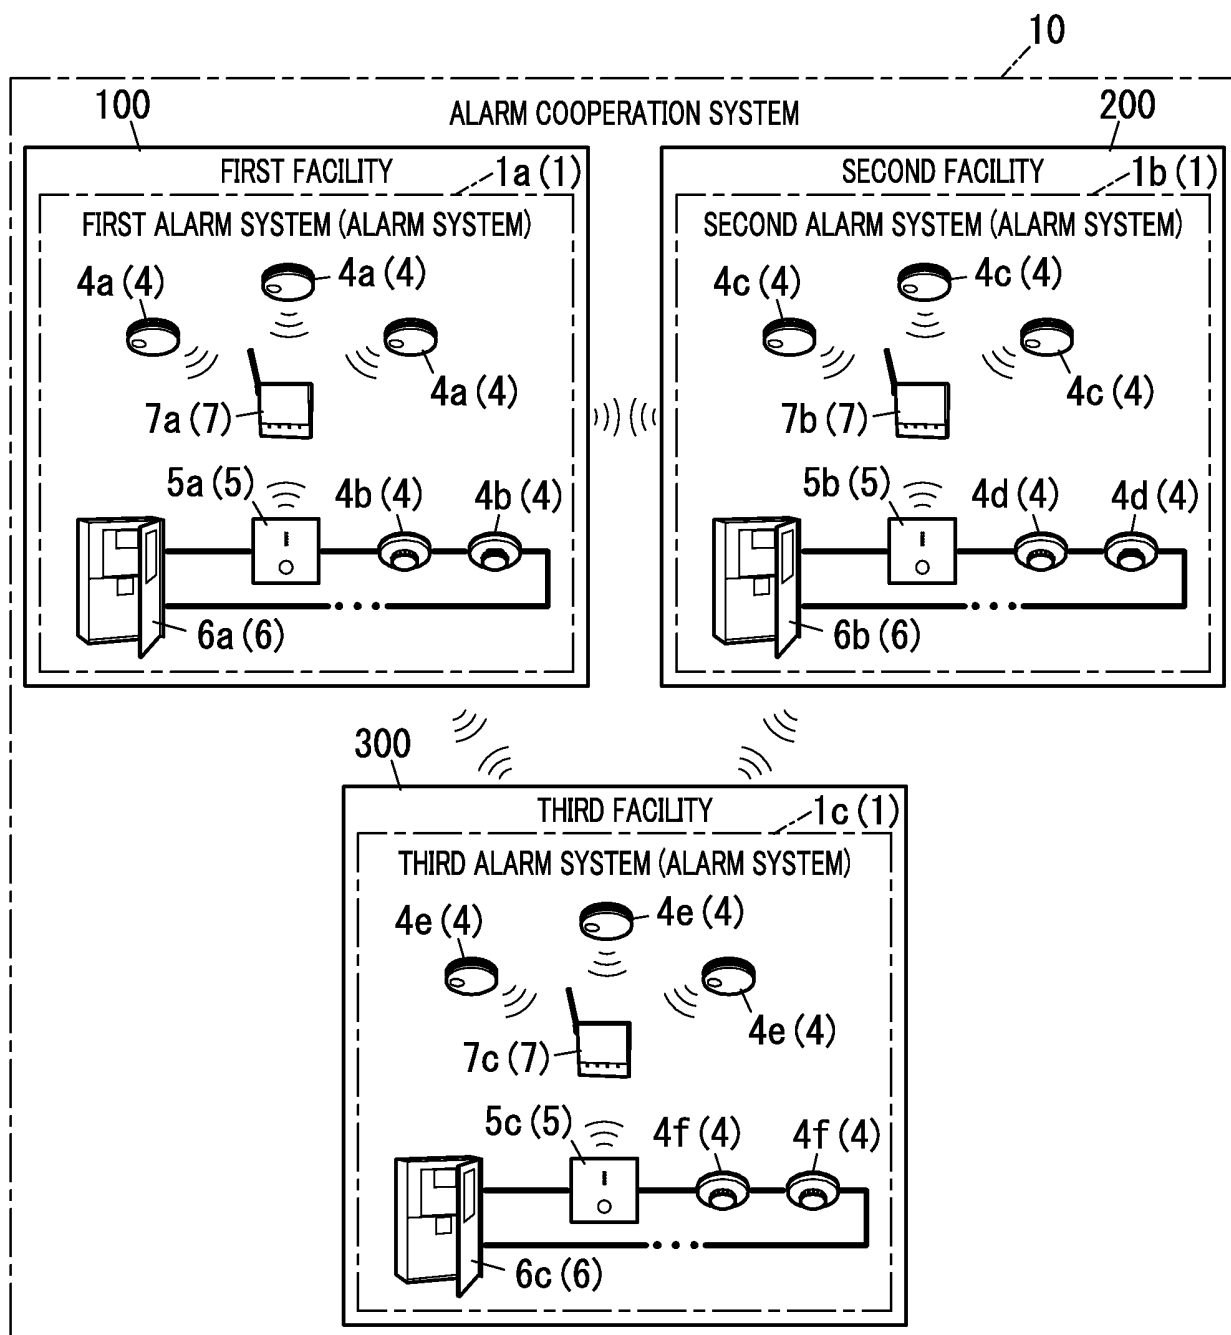 10
ALARM COOPERATION SYSTEM
100
200
FIRST FACILITY
1a (1)
FIRST ALARM SYSTEM (ALARM SYSTEM)
4a (4)
4a (4)
4a (4)
7a (7)
5a (5)
4b (4)
4b (4)
6a (6)
SECOND FACILITY
1b (1)
SECOND ALARM SYSTEM (ALARM SYSTEM)
4c (4)
4c (4)
4c (4)
7b (7)
5b (5)
4d (4)
4d (4)
6b (6)
300
THIRD FACILITY
1c (1)
THIRD ALARM SYSTEM (ALARM SYSTEM)
4e (4)
4e (4)
4e (4)
7c (7)
5c (5)
4f (4)
4f (4)
6c (6)